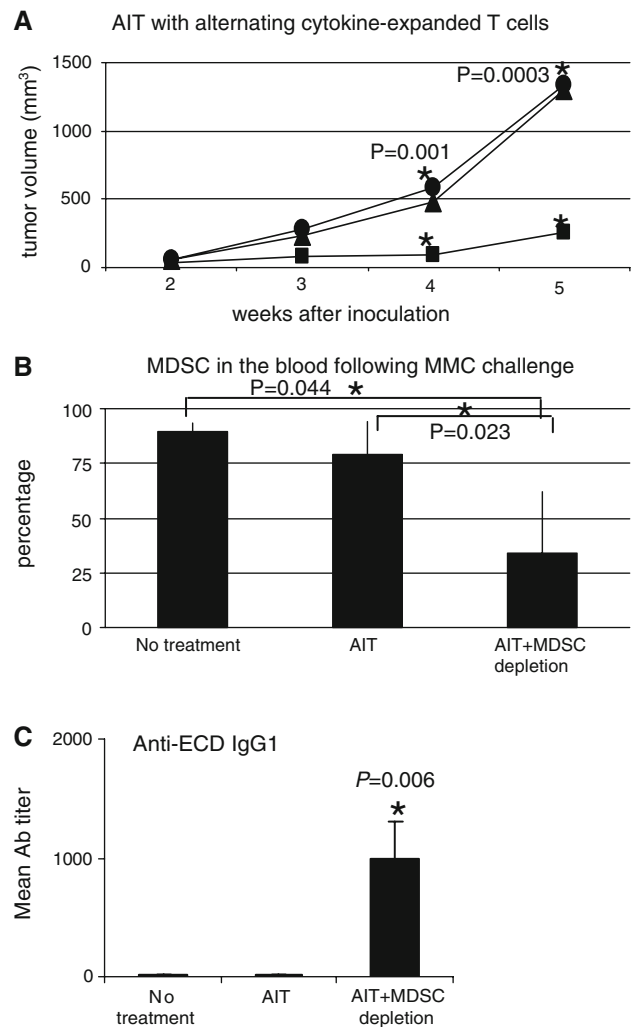 A AIT with alternating cytokine-expanded T cells
1500
1000
500
0
tumor volume (mm³)
P=0.0003 *
P=0.001
*
*
*
2 3 4 5
weeks after inoculation
B MDSC in the blood following MMC challenge
P=0.044 *
*
P=0.023
100
75
50
25
0
percentage
No treatment
AIT
AIT+MDSC
depletion
C
Anti-ECD IgG1
P=0.006
*
2000
1000
0
Mean Ab titer
No
treatment
AIT
AIT+MDSC
depletion